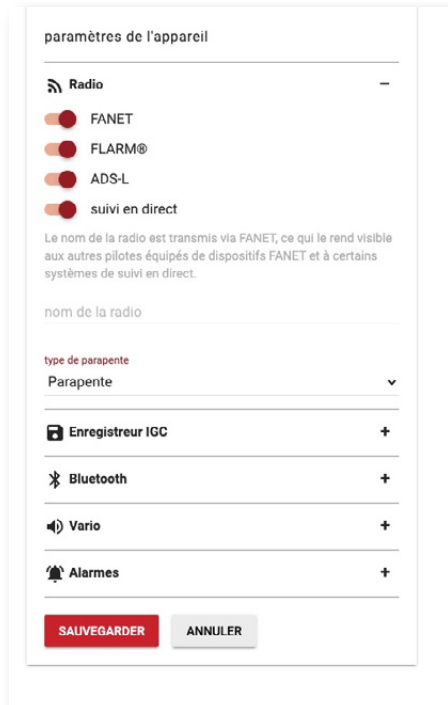 paramètres de l'appareil
Radio
FANET
FLARM®
ADS-L
suivi en direct
Le nom de la radio est transmis via FANET, ce qui le rend visible
aux autres pilotes équipés de dispositifs FANET et à certains
systèmes de suivi en direct.
nom de la radio
type de parapente
Parapente
Enregistreur IGC
Bluetooth
Vario
Alarmes
SAUVEGARDER ANNULER